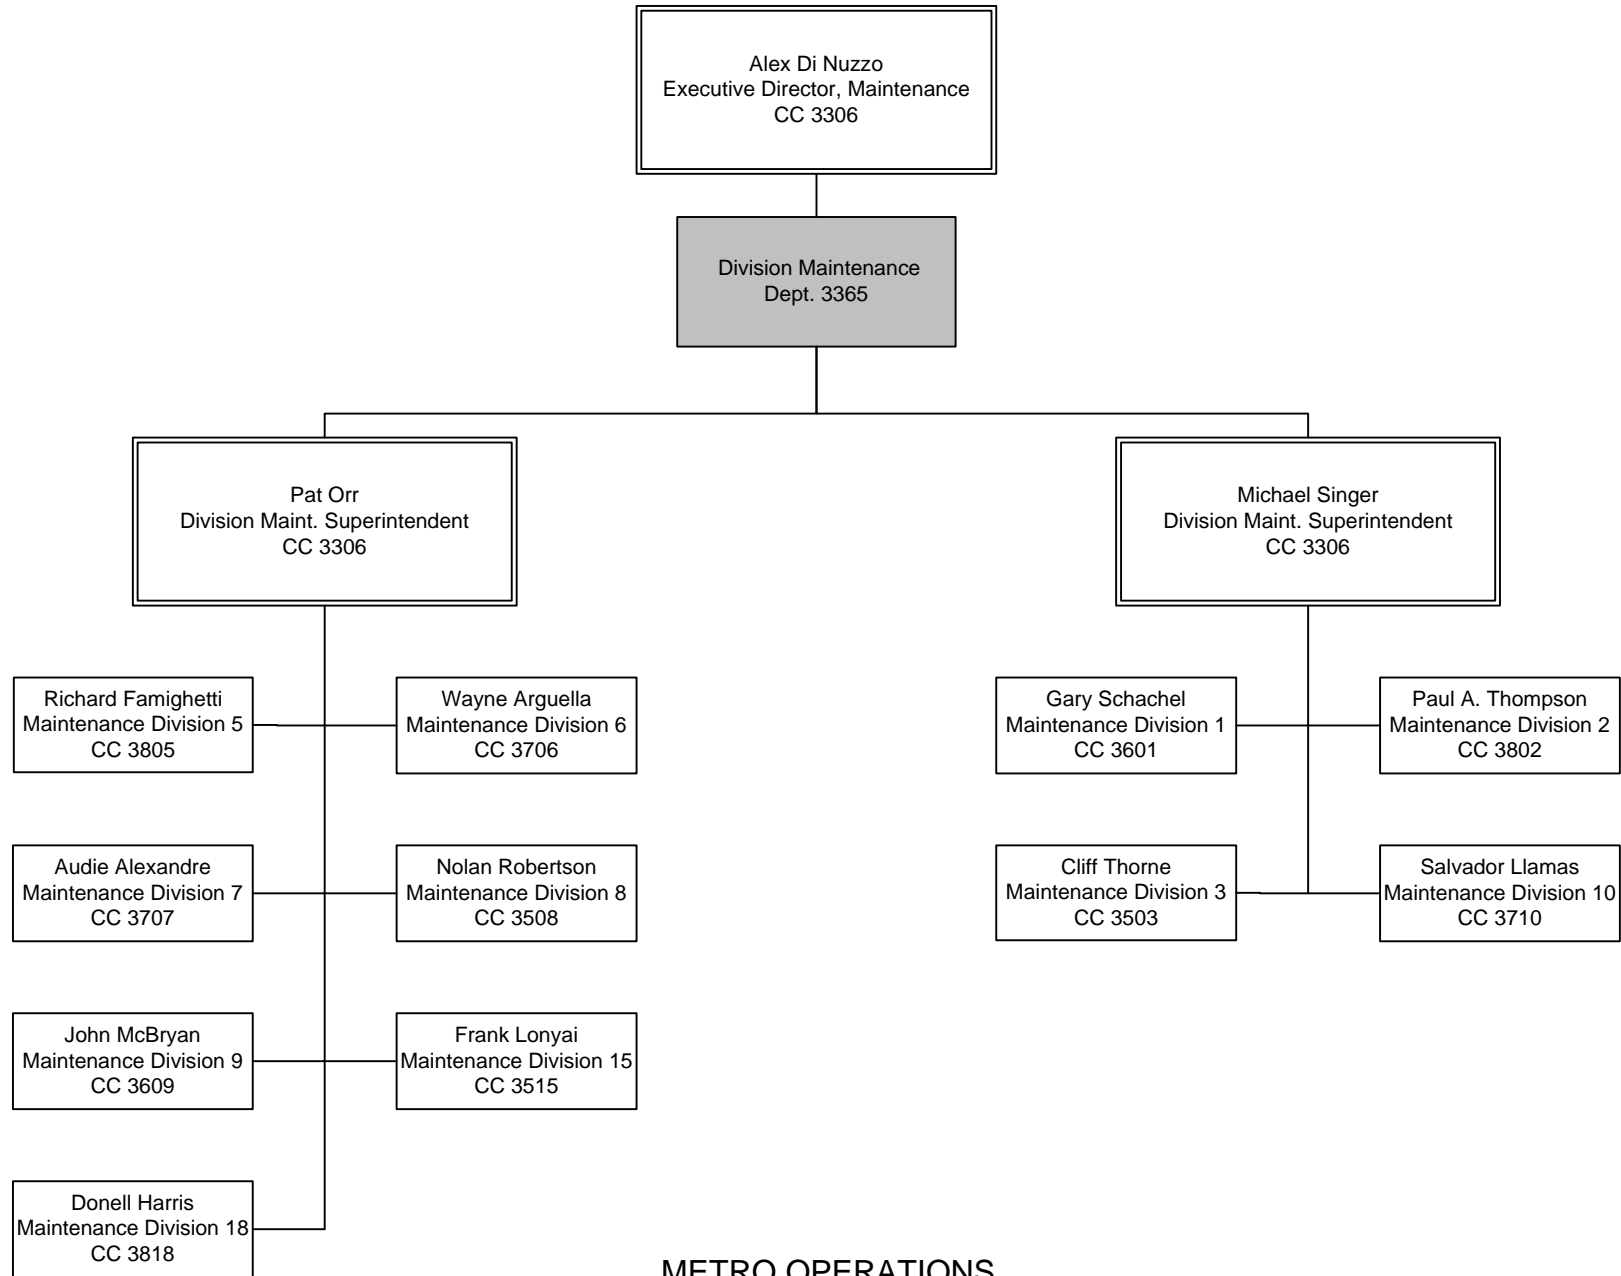 Alex Di Nuzzo
Executive Director, Maintenance
CC 3306
Division Maintenance
Dept. 3365
Pat Orr
Division Maint. Superintendent
CC 3306
Michael Singer
Division Maint. Superintendent
CC 3306
Richard Famighetti
Maintenance Division 5
CC 3805
Wayne Arguella
Maintenance Division 6
CC 3706
Gary Schachel
Maintenance Division 1
CC 3601
Paul A. Thompson
Maintenance Division 2
CC 3802
Audie Alexandre
Maintenance Division 7
CC 3707
Nolan Robertson
Maintenance Division 8
CC 3508
Cliff Thorne
Maintenance Division 3
CC 3503
Salvador Llamas
Maintenance Division 10
CC 3710
John McBryan
Maintenance Division 9
CC 3609
Frank Lonyai
Maintenance Division 15
CC 3515
Donell Harris
Maintenance Division 18
CC 3818
METRO OPERATIONS